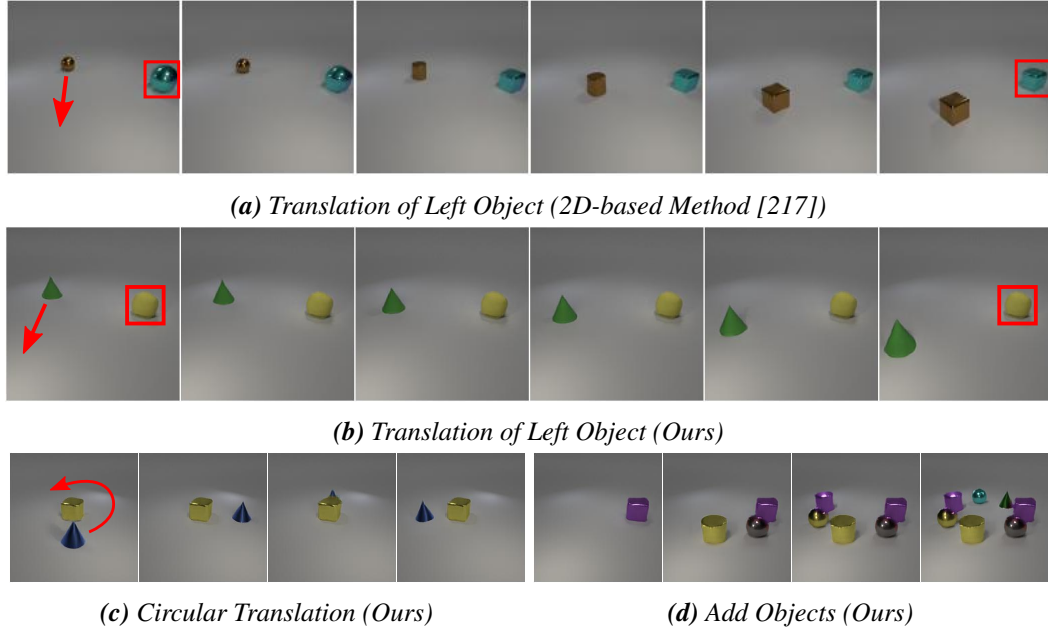 (a) Translation of Left Object (2D-based Method [217])
(b) Translation of Left Object (Ours)
(c) Circular Translation (Ours)
(d) Add Objects (Ours)